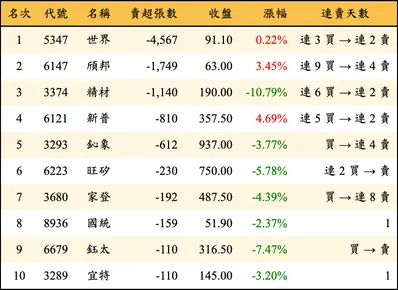 名次 代號 名稱 賣超張數 收盤 漲幅 連賣天數
1 5347 世界 -4,567 91.10 0.22% 連 3 買 → 連 2 賣
2 6147 頎邦 -1,749 63.00 3.45% 連 9 買 → 連 4 賣
3 3374 精材 -1,140 190.00 -10.79% 連 6 買 → 連 2 賣
4 6121 新普 -810 357.50 4.69% 連 5 買 → 連 2 賣
5 3293 鈊象 -612 937.00 -3.77% 買 → 連 4 賣
6 6223 旺矽 -230 750.00 -5.78% 連 2 買 → 賣
7 3680 家登 -192 487.50 -4.39% 買 → 連 8 賣
8 8936 國統 -159 51.90 -2.37% 1
9 6679 鈺太 -110 316.50 -7.47% 買 → 賣
10 3289 宜特 -110 145.00 -3.20% 1